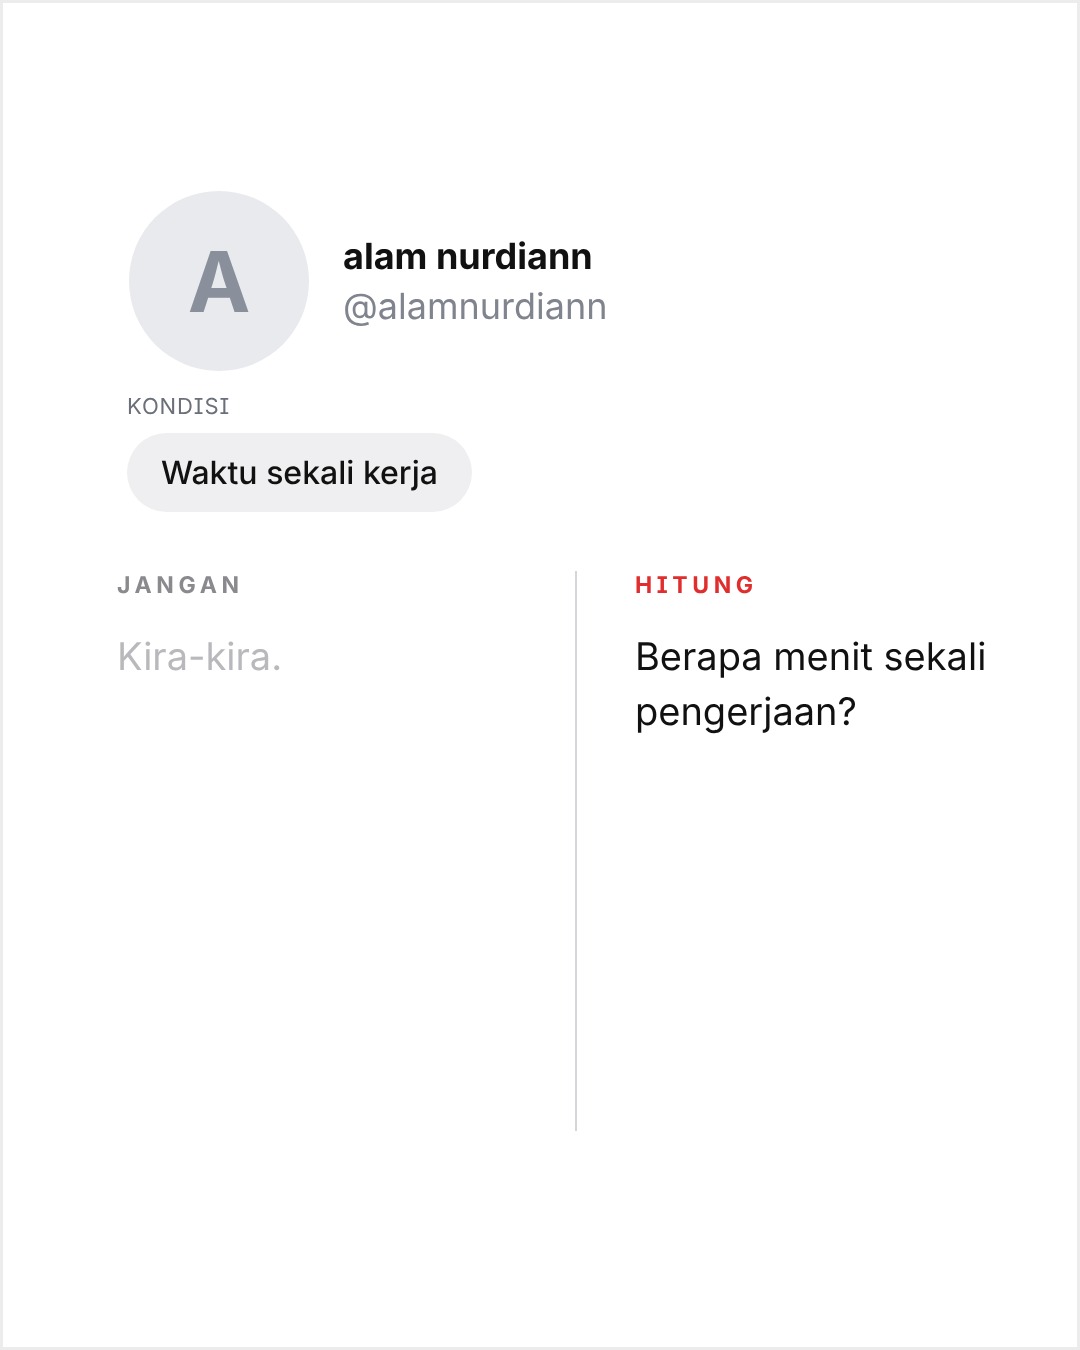 A
alam nurdiann
@alamnurdiann
KONDISI
Waktu sekali kerja
JANGAN
Kira-kira.
HITUNG
Berapa menit sekali
pengerjaan?